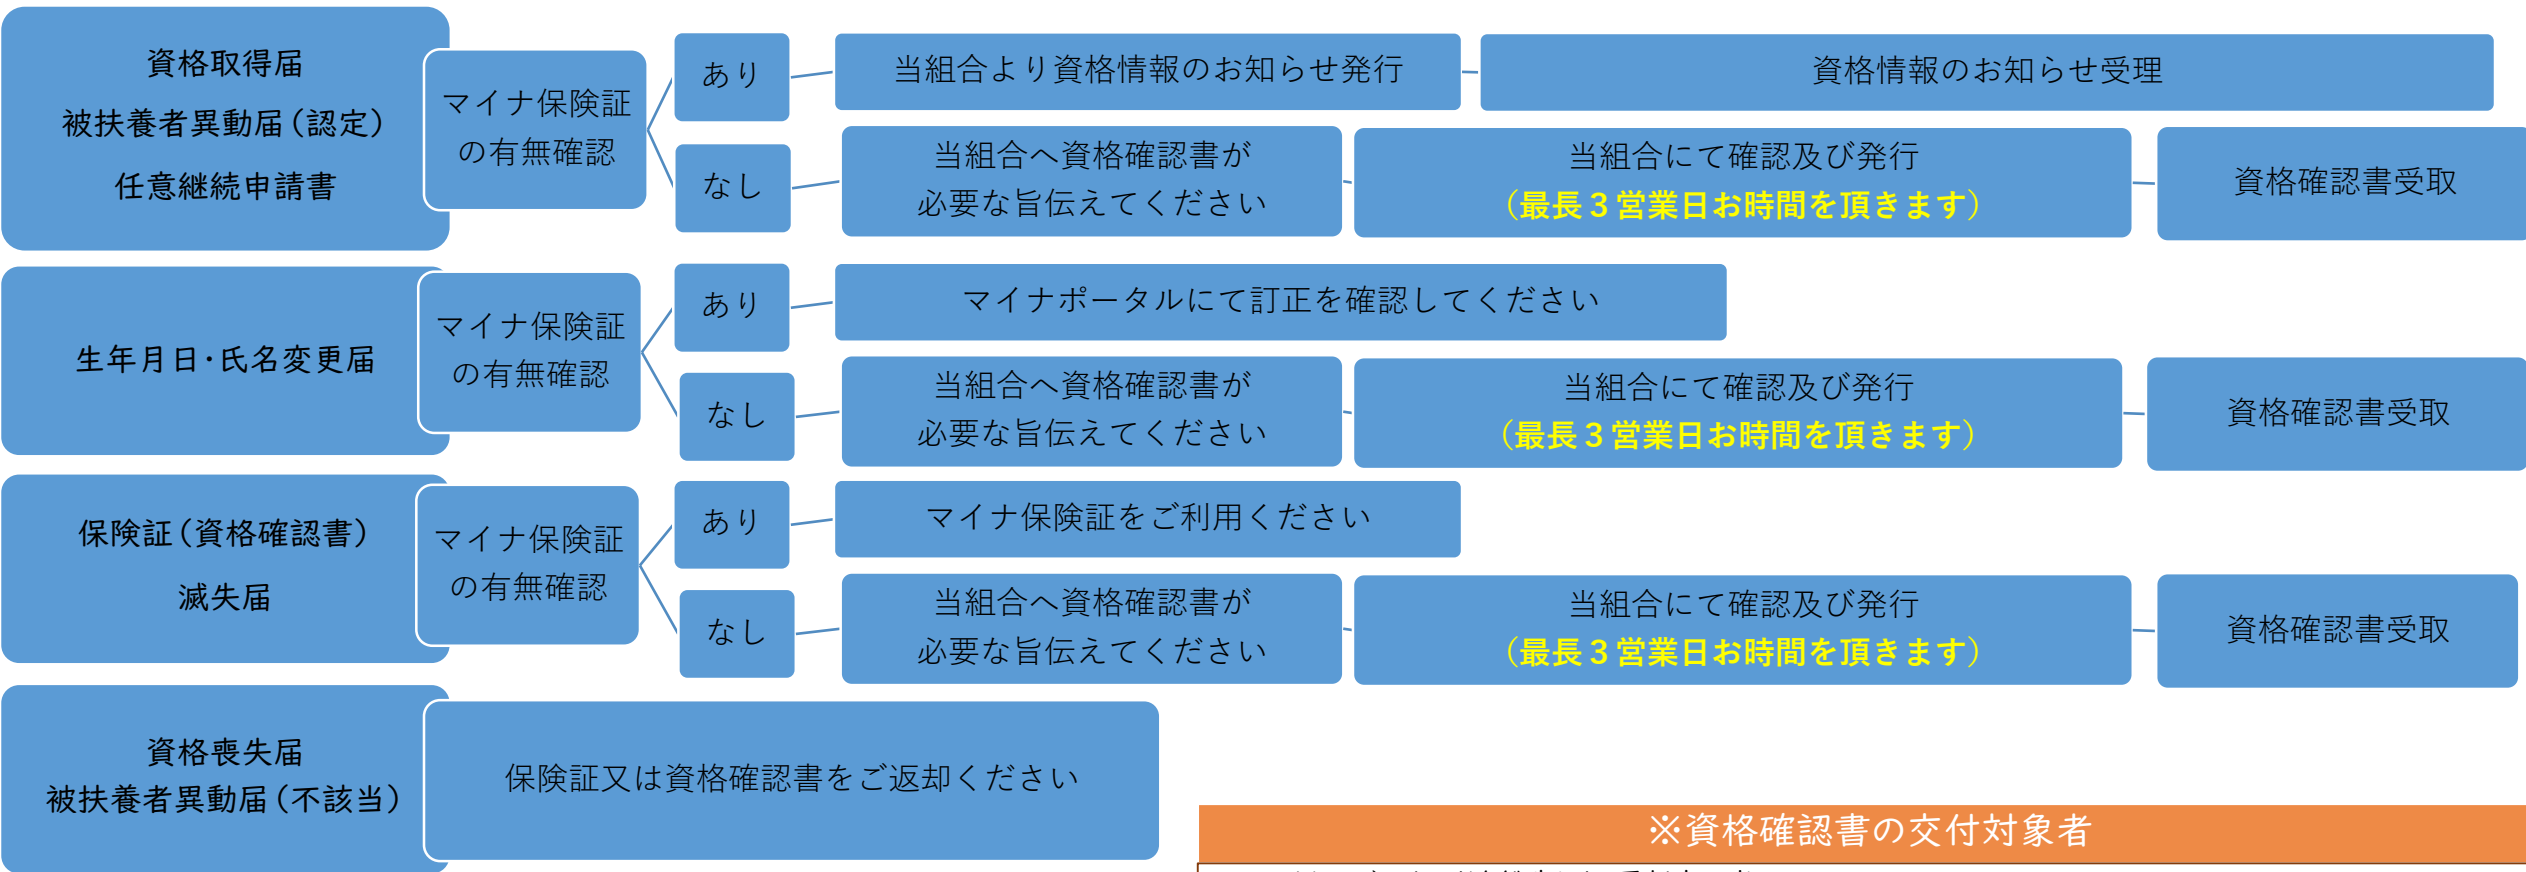 資格取得届
被扶養者異動届（認定）
任意継続申請書
マイナ保険証
の有無確認
あり
当組合より資格情報のお知らせ発行
資格情報のお知らせ受理
なし
当組合へ資格確認書が
必要な旨伝えてください
当組合にて確認及び発行
（最長３営業日お時間を頂きます）
資格確認書受取
生年月日･氏名変更届
マイナ保険証
の有無確認
あり
マイナポータルにて訂正を確認してください
なし
当組合へ資格確認書が
必要な旨伝えてください
当組合にて確認及び発行
（最長３営業日お時間を頂きます）
資格確認書受取
保険証（資格確認書）
滅失届
マイナ保険証
の有無確認
あり
マイナ保険証をご利用ください
なし
当組合へ資格確認書が
必要な旨伝えてください
当組合にて確認及び発行
（最長３営業日お時間を頂きます）
資格確認書受取
資格喪失届
被扶養者異動届（不該当）
保険証又は資格確認書をご返却ください
※資格確認書の交付対象者